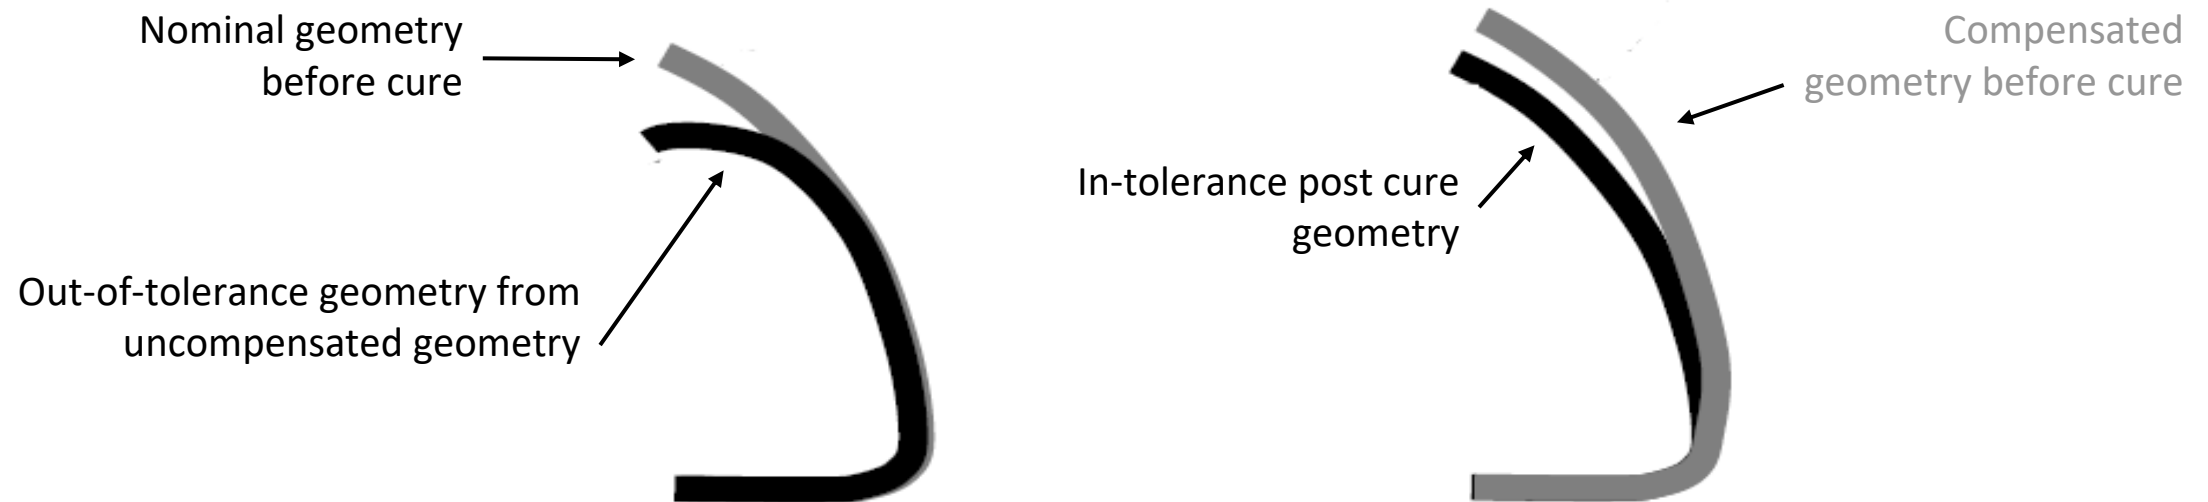 Nominal geometry
before cure
Out-of-tolerance geometry from
uncompensated geometry
In-tolerance post cure
geometry
Compensated
geometry before cure